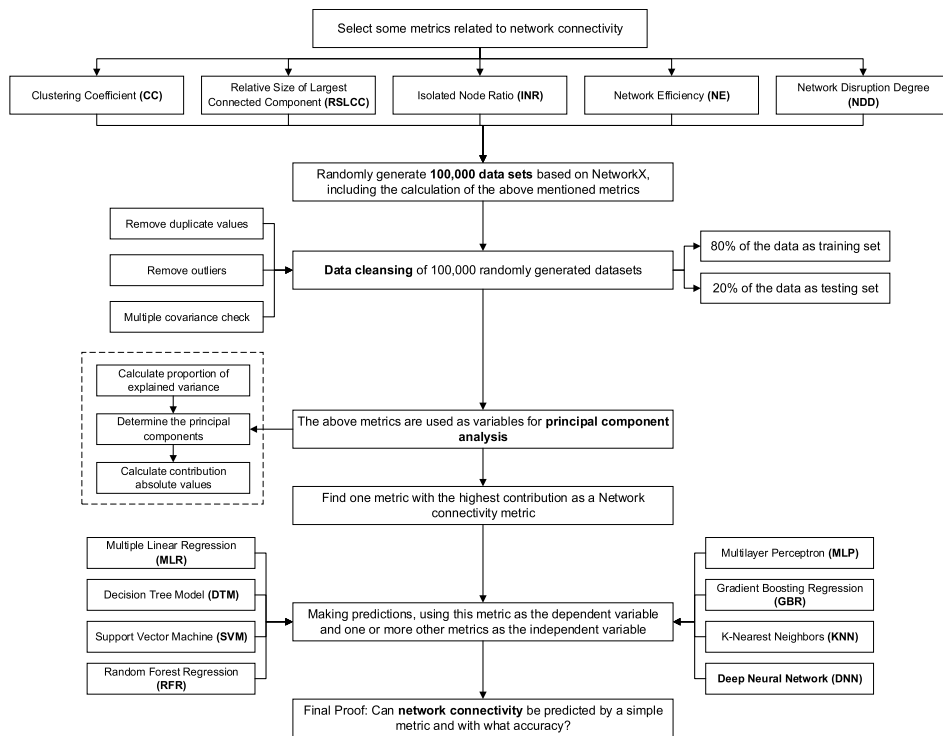 Select some metrics related to network connectivity
Clustering Coefficient (CC)
Relative Size of Largest
Connected Component (RSLCC)
Isolated Node Ratio (INR)
Network Efficiency (NE)
Network Disruption Degree
(NDD)
Randomly generate 100,000 data sets based on NetworkX,
including the calculation of the above mentioned metrics
Remove duplicate values
Remove outliers
Multiple covariance check
Data cleansing of 100,000 randomly generated datasets
80% of the data as training set
20% of the data as testing set
Calculate proportion of
explained variance
Determine the principal
components
Calculate contribution
absolute values
The above metrics are used as variables for principal component
analysis
Find one metric with the highest contribution as a Network
connectivity metric
Multiple Linear Regression
(MLR)
Decision Tree Model (DTM)
Support Vector Machine (SVM)
Random Forest Regression
(RFR)
Making predictions, using this metric as the dependent variable
and one or more other metrics as the independent variable
Multilayer Perceptron (MLP)
Gradient Boosting Regression
(GBR)
K-Nearest Neighbors (KNN)
Deep Neural Network (DNN)
Final Proof: Can network connectivity be predicted by a simple
metric and with what accuracy?